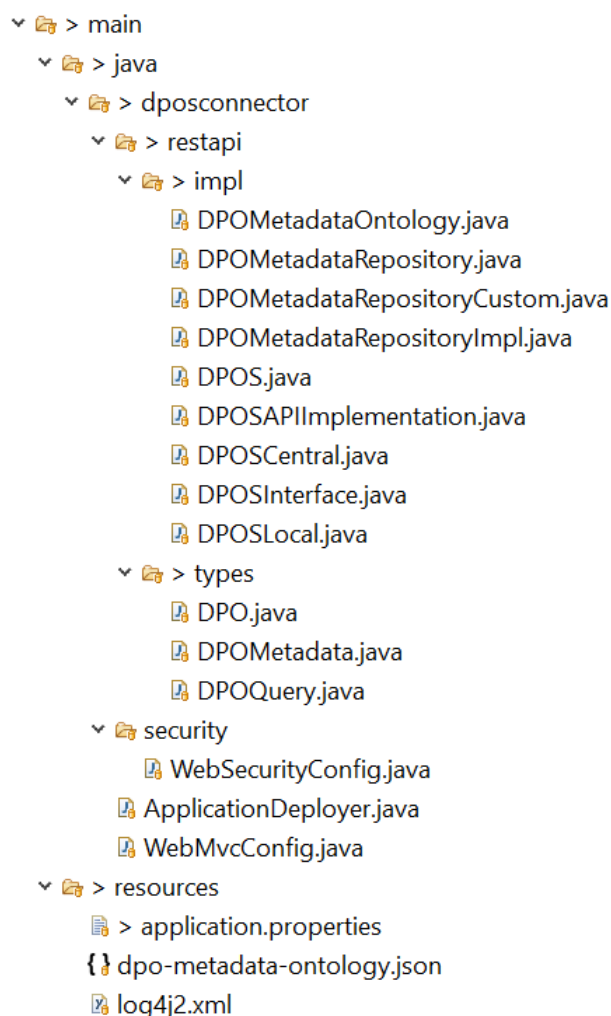 > main
> java
> dposconnector
> restapi
> impl
DPOMetadataOntology.java
DPOMetadataRepository.java
DPOMetadataRepositoryCustom.java
DPOMetadataRepositoryImpl.java
DPOS.java
DPOSAPIImplementation.java
DPOSCentral.java
DPOSInterface.java
DPOSLocal.java
> types
DPO.java
DPOMetadata.java
DPOQuery.java
security
WebSecurityConfig.java
ApplicationDeployer.java
WebMvcConfig.java
> resources
> application.properties
dpo-metadata-ontology.json
log4j2.xml